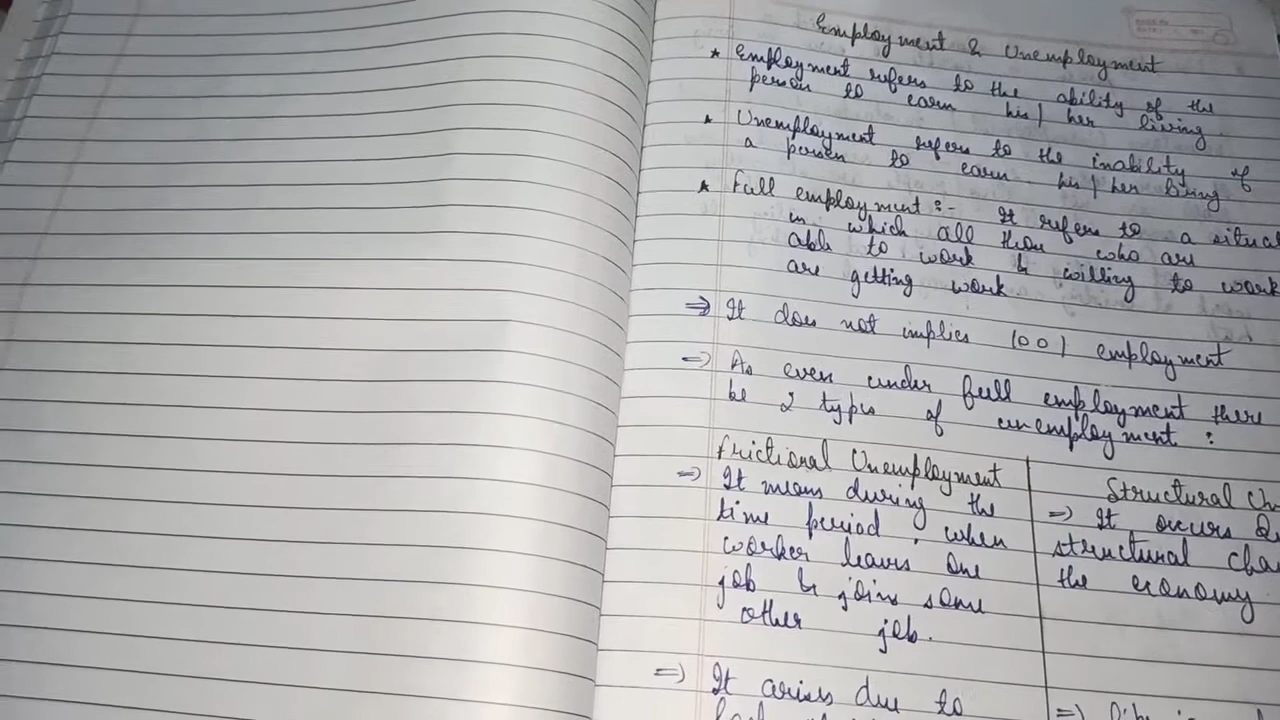 Employment & Unemployment
* Employment refers to the ability of the
person to earn his/her living
* Unemployment refers to the inability of
a person to earn his/her living
* Full employment :- It refers to a situa
in which all those who are
able to work & willing to work
are getting work.
⇒ It does not implies 100% employment
⇒ As even under full employment there
be 2 types of unemployment :
Frictional Unemployment
⇒ It means during the
time period, when
worker leaves one
job & joins some
other job.
⇒ It arises due to
Structural
⇒ It occurs
structural cha
the economy
⇒